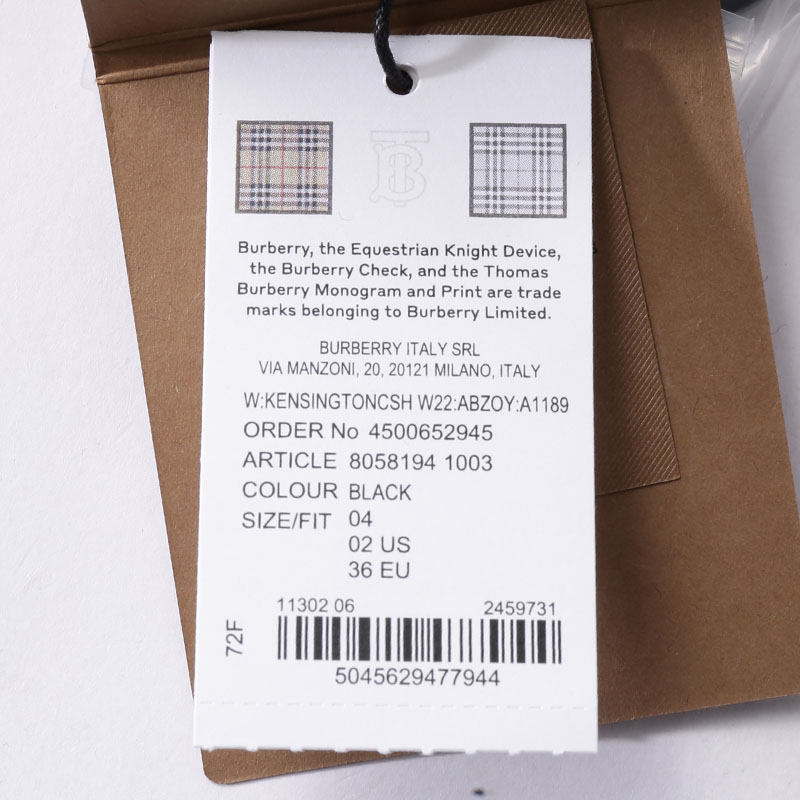 Burberry, the Equestrian Knight Device,
the Burberry Check, and the Thomas
Burberry Monogram and Print are trade
marks belonging to Burberry Limited.
BURBERRY ITALY SRL
VIA MANZONI, 20, 20121 MILANO, ITALY
W:KENSINGTONCSH W22:ABZOY:A1189
ORDER No 4500652945
ARTICLE 8058194 1003
COLOUR BLACK
SIZE/FIT 04
02 US
36 EU
11302 06 2459731
72F
5045629477944